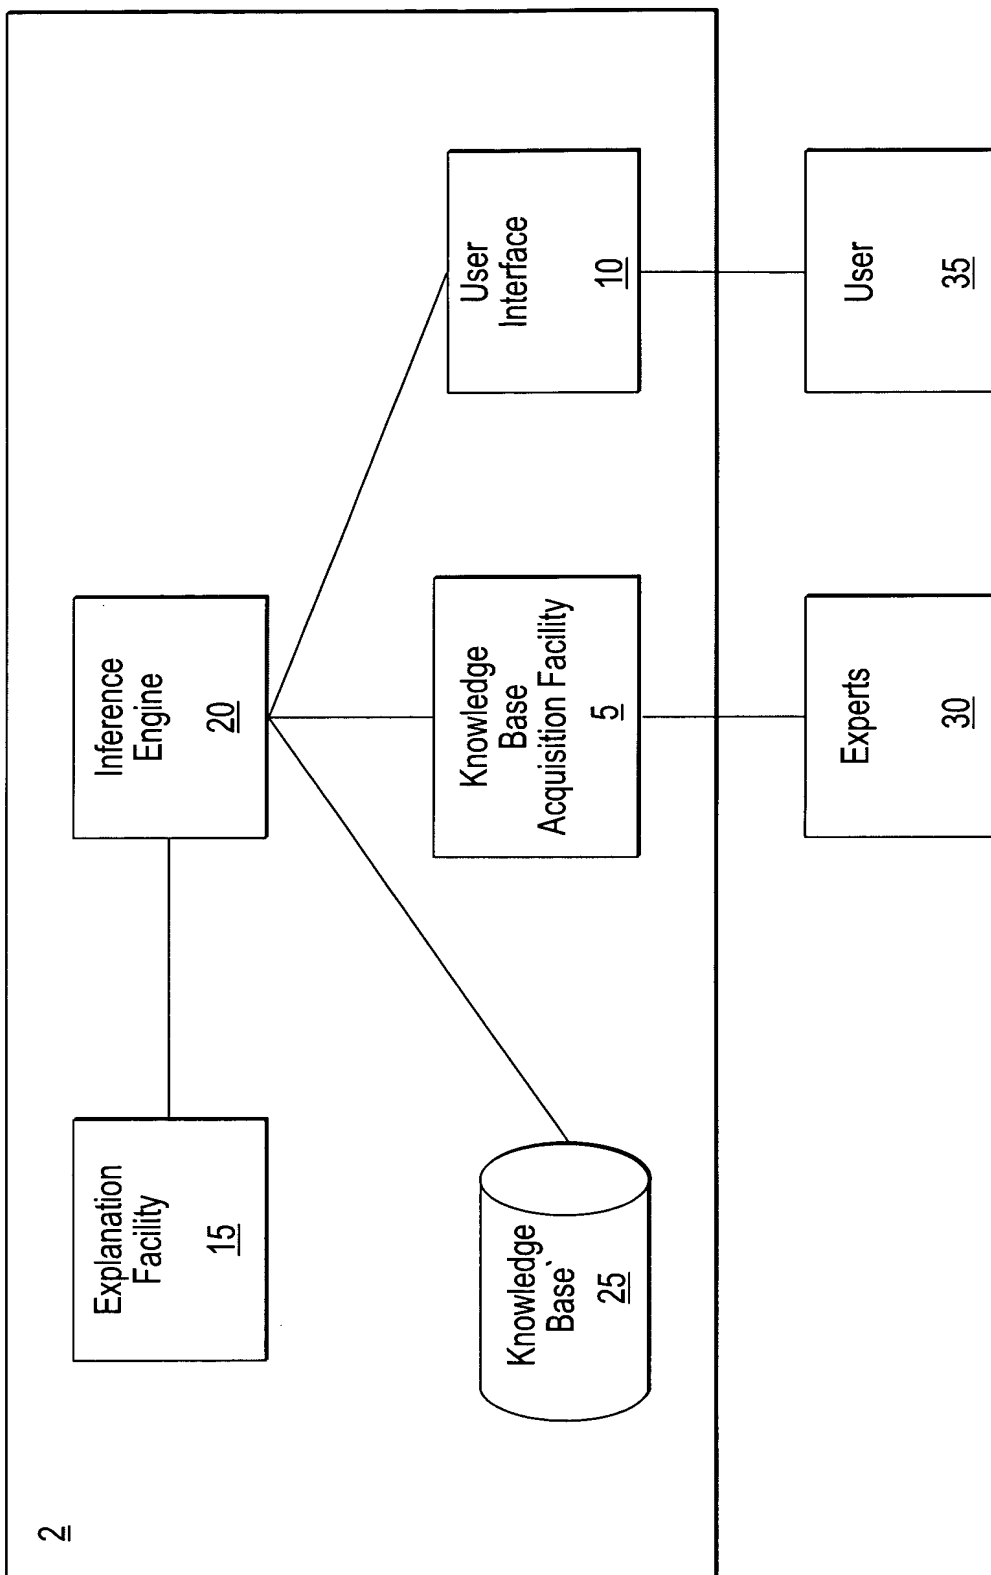 2
Explanation
Facility
15
Inference
Engine
20
Knowledge
Base`
25
Knowledge
Base
Acquisition Facility
5
User
Interface
10
Experts
30
User
35